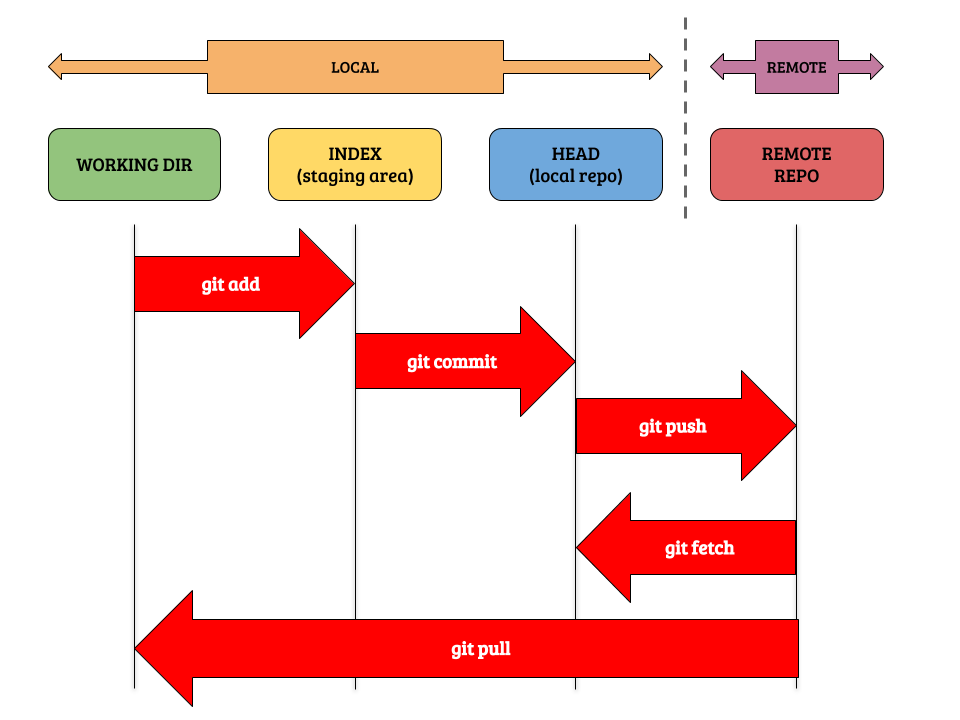 LOCAL
REMOTE
WORKING DIR
INDEX
(staging area)
HEAD
(local repo)
REMOTE
REPO
git add
git commit
git push
git fetch
git pull